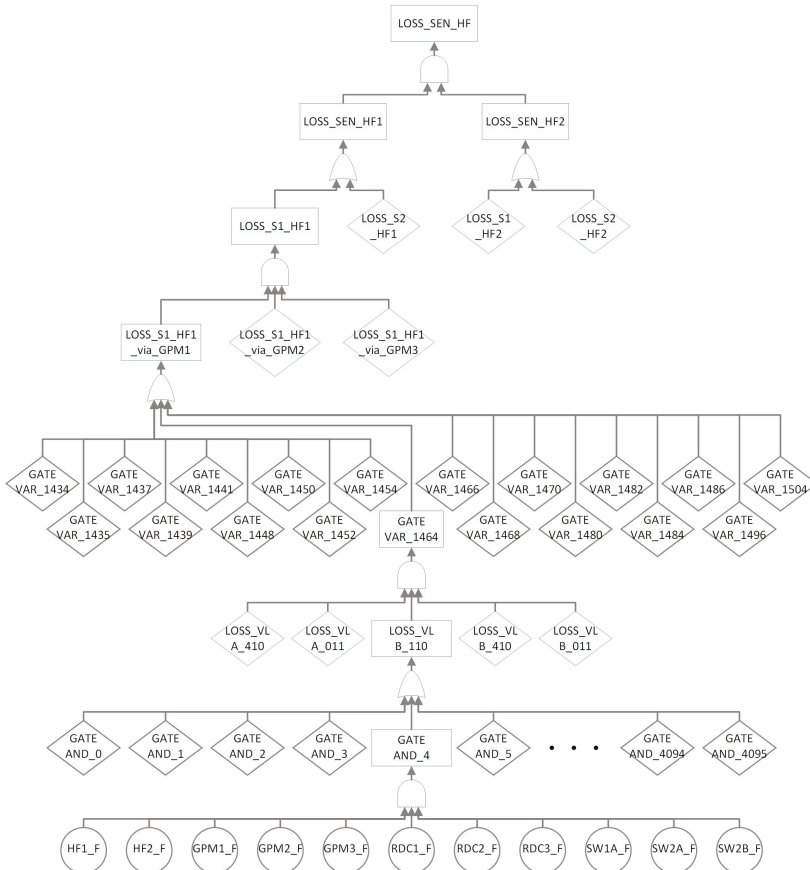 LOSS_SEN_HF
LOSS_SEN_HF1
LOSS_SEN_HF2
LOSS_S1_HF1
LOSS_S2
_HF1
LOSS_S1
_HF2
LOSS_S2
_HF2
LOSS_S1_HF1
_via_GPM1
LOSS_S1_HF1
_via_GPM2
LOSS_S1_HF1
_via_GPM3
GATE
VAR_1434
GATE
VAR_1437
GATE
VAR_1441
GATE
VAR_1450
GATE
VAR_1454
GATE
VAR_1466
GATE
VAR_1470
GATE
VAR_1482
GATE
VAR_1486
GATE
VAR_1504
GATE
VAR_1435
GATE
VAR_1439
GATE
VAR_1448
GATE
VAR_1452
GATE
VAR_1464
GATE
VAR_1468
GATE
VAR_1480
GATE
VAR_1484
GATE
VAR_1496
LOSS_VL
A_410
LOSS_VL
A_011
LOSS_VL
B_110
LOSS_VL
B_410
LOSS_VL
B_011
GATE
AND_0
GATE
AND_1
GATE
AND_2
GATE
AND_3
GATE
AND_4
GATE
AND_5
• • •
GATE
AND_4094
GATE
AND_4095
HF1_F
HF2_F
GPM1_F
GPM2_F
GPM3_F
RDC1_F
RDC2_F
RDC3_F
SW1A_F
SW2A_F
SW2B_F